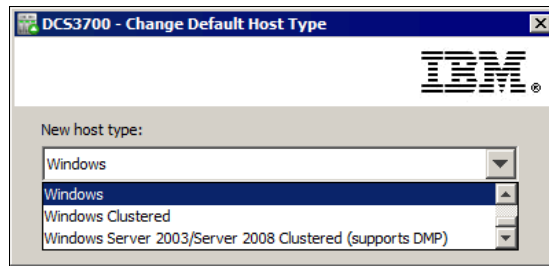 DCS3700 - Change Default Host Type
IBM®
New host type:
Windows
Windows
Windows Clustered
Windows Server 2003/Server 2008 Clustered (supports DMP)